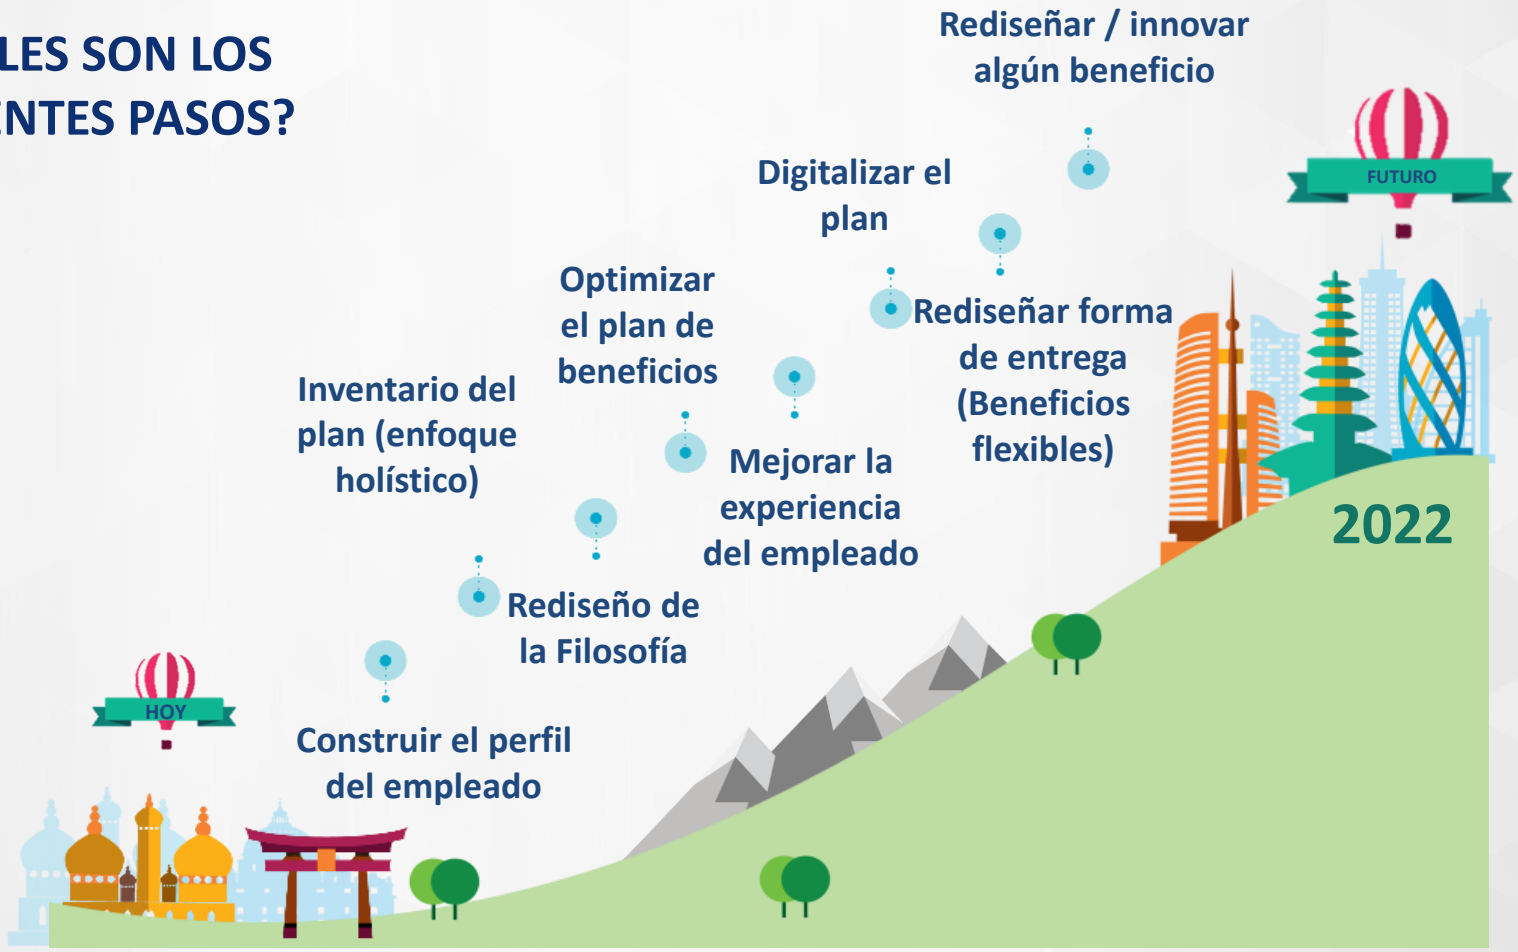 LES SON LOS
ENTES PASOS?
Rediseñar / innovar
algún beneficio
FUTURO
Digitalizar el
plan
Optimizar
el plan de
beneficios
Rediseñar forma
de entrega
(Beneficios
flexibles)
Inventario del
plan (enfoque
holístico)
Mejorar la
experiencia
del empleado
2022
Rediseño de
la Filosofía
HOY
Construir el perfil
del empleado